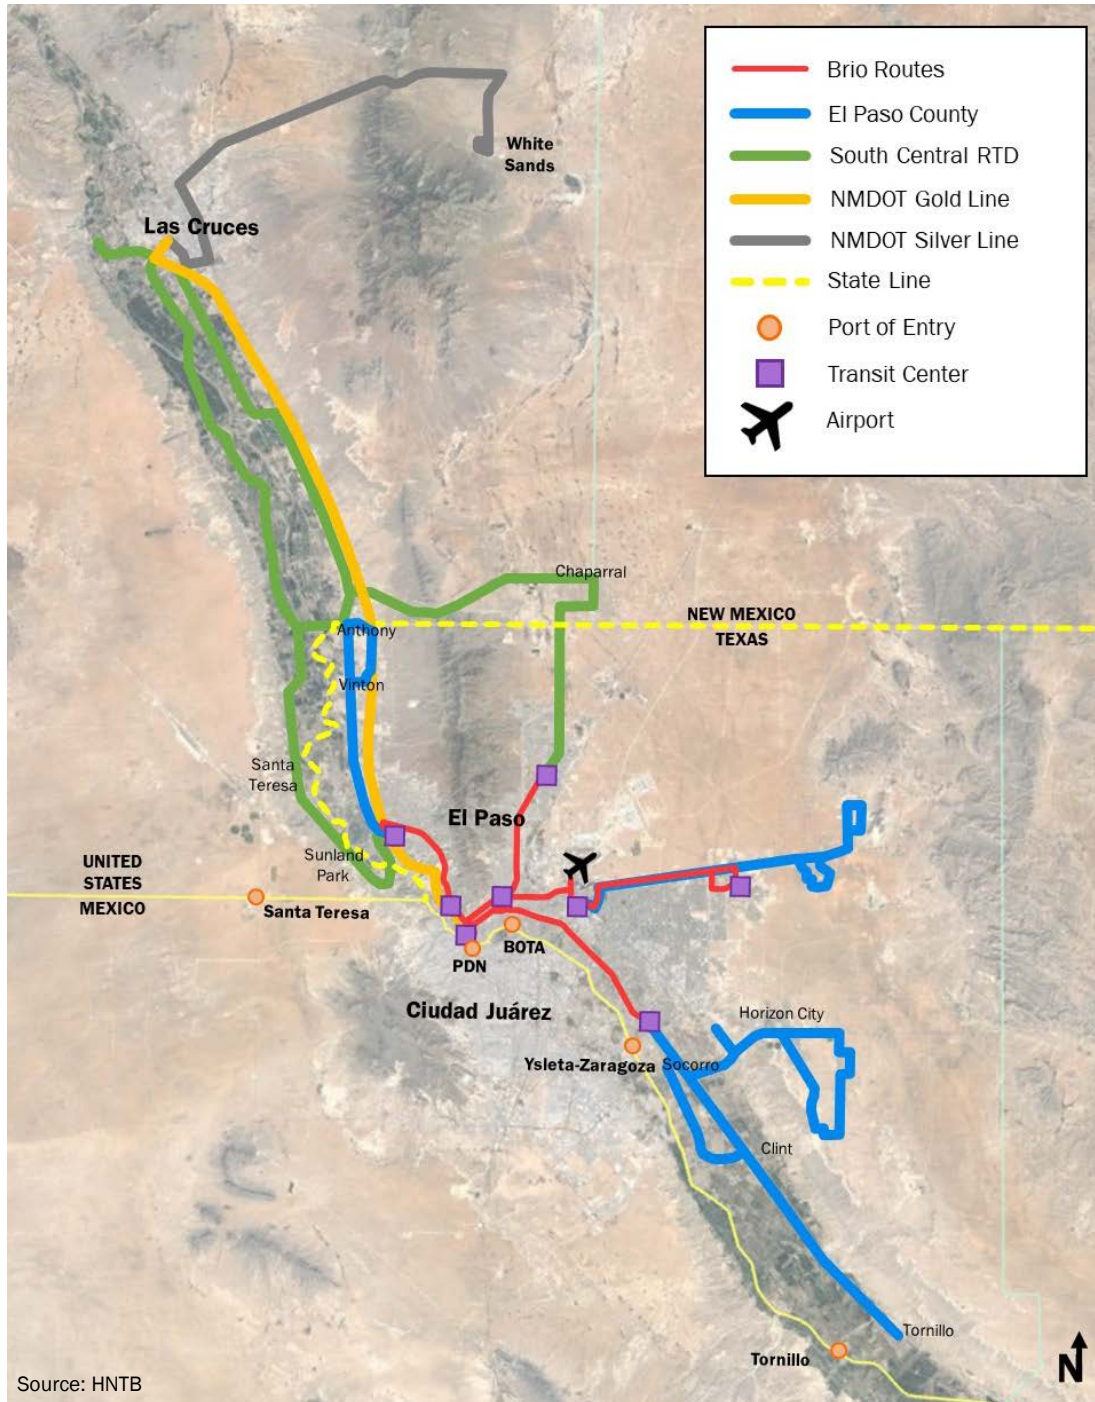 Brio Routes
El Paso County
South Central RTD
NMDOT Gold Line
NMDOT Silver Line
State Line
Port of Entry
Transit Center
Airport
White
Sands
Las Cruces
Chaparral
NEW MEXICO
TEXAS
Anthony
Vinton
Santa
Teresa
El Paso
Sunland
Park
UNITED
STATES
MEXICO
Santa Teresa
BOTA
PDN
Ciudad Juárez
Horizon City
Ysleta-Zaragoza
Socorro
Clint
Tornillo
Tornillo
N
Source: HNTB